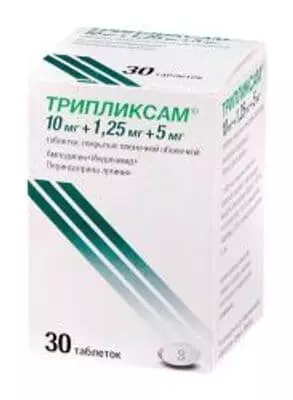 30 таблеток
ТРИПЛИКСАМ®
10 мг + 1,25 мг + 5 мг
таблетки, покрытые пленочной оболочкой
Амлодипин+Индапамид+
Периндоприла аргинин
30 таблеток